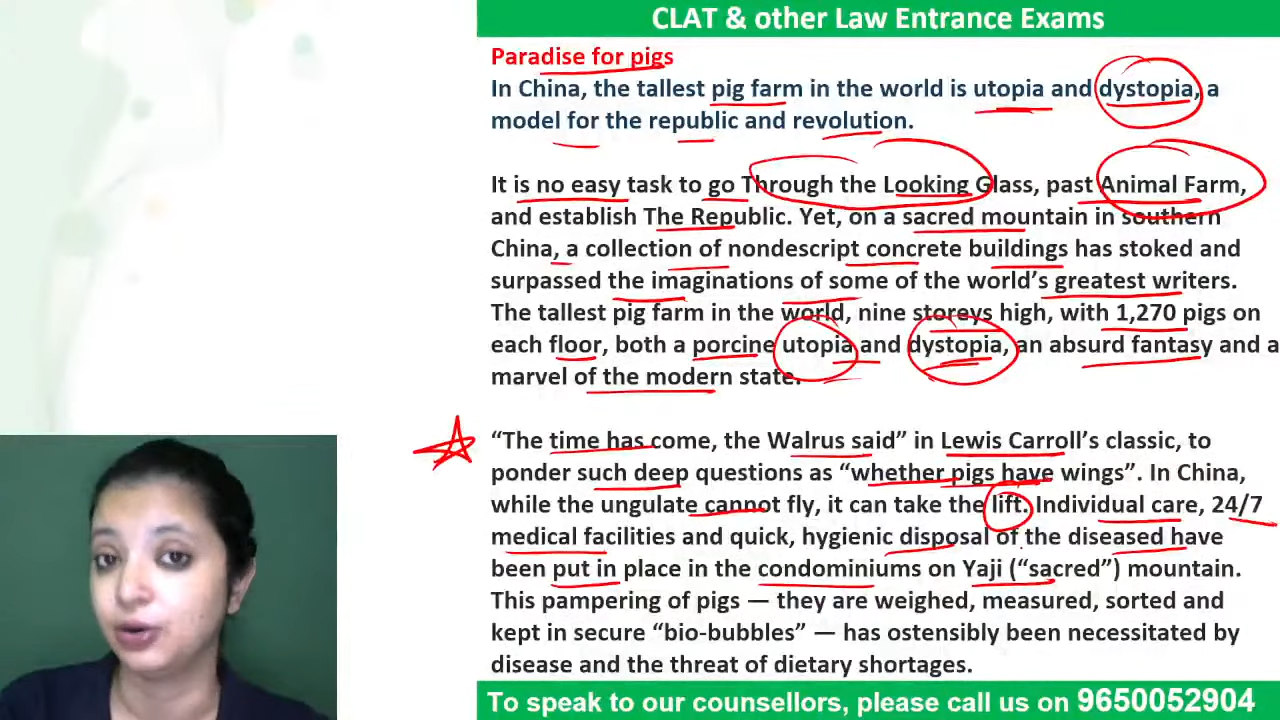 CLAT & other Law Entrance Exams
Paradise for pigs
In China, the tallest pig farm in the world is utopia and dystopia, a
model for the republic and revolution.
It is no easy task to go Through the Looking Glass, past Animal Farm,
and establish The Republic. Yet, on a sacred mountain in southern
China, a collection of nondescript concrete buildings has stoked and
surpassed the imaginations of some of the world's greatest writers.
The tallest pig farm in the world, nine storeys high, with 1,270 pigs on
each floor, both a porcine utopia and dystopia, an absurd fantasy and a
marvel of the modern state.
“The time has come, the Walrus said” in Lewis Carroll's classic, to
ponder such deep questions as “whether pigs have wings”. In China,
while the ungulate cannot fly, it can take the lift. Individual care, 24/7
medical facilities and quick, hygienic disposal of the diseased have
been put in place in the condominiums on Yaji (“sacred”) mountain.
This pampering of pigs — they are weighed, measured, sorted and
kept in secure “bio-bubbles” — has ostensibly been necessitated by
disease and the threat of dietary shortages.
To speak to our counsellors, please call us on 9650052904